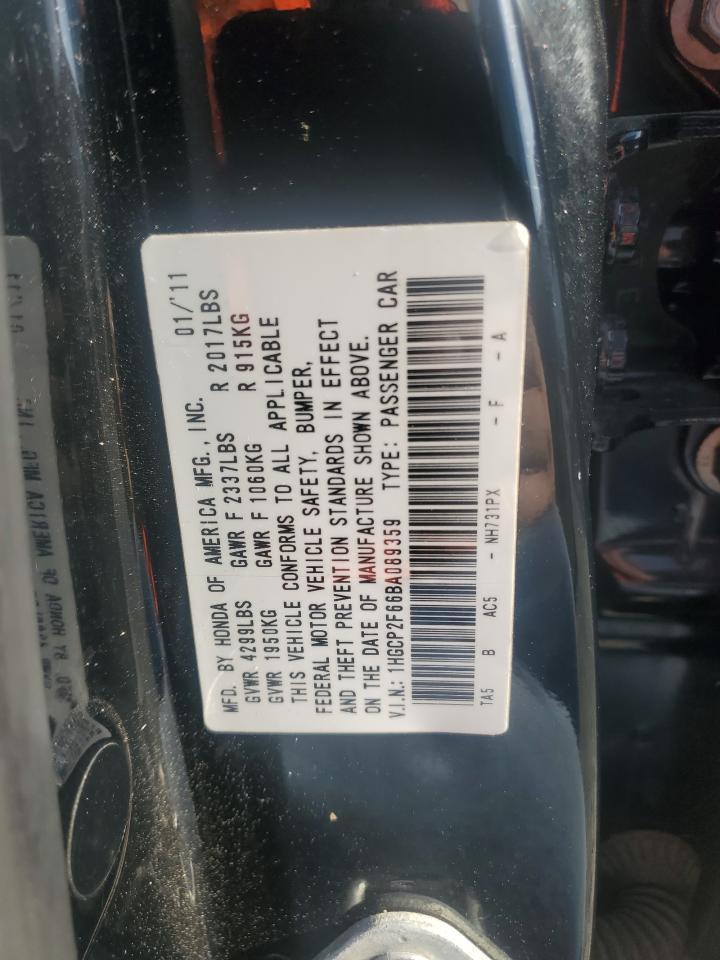 MFD. BY HONDA OF AMERICA MFG., INC. 01/'11
GVWR 4299LBS GAWR F 2337LBS R 2017LBS
GVWR 1950KG GAWR F 1060KG R 915KG
THIS VEHICLE CONFORMS TO ALL APPLICABLE
FEDERAL MOTOR VEHICLE SAFETY, BUMPER,
AND THEFT PREVENTION STANDARDS IN EFFECT
ON THE DATE OF MANUFACTURE SHOWN ABOVE.
V.I.N.: 1HGCP2F66BA089359 TYPE: PASSENGER CAR
TA5 B AC5 - NH731PX - F - A